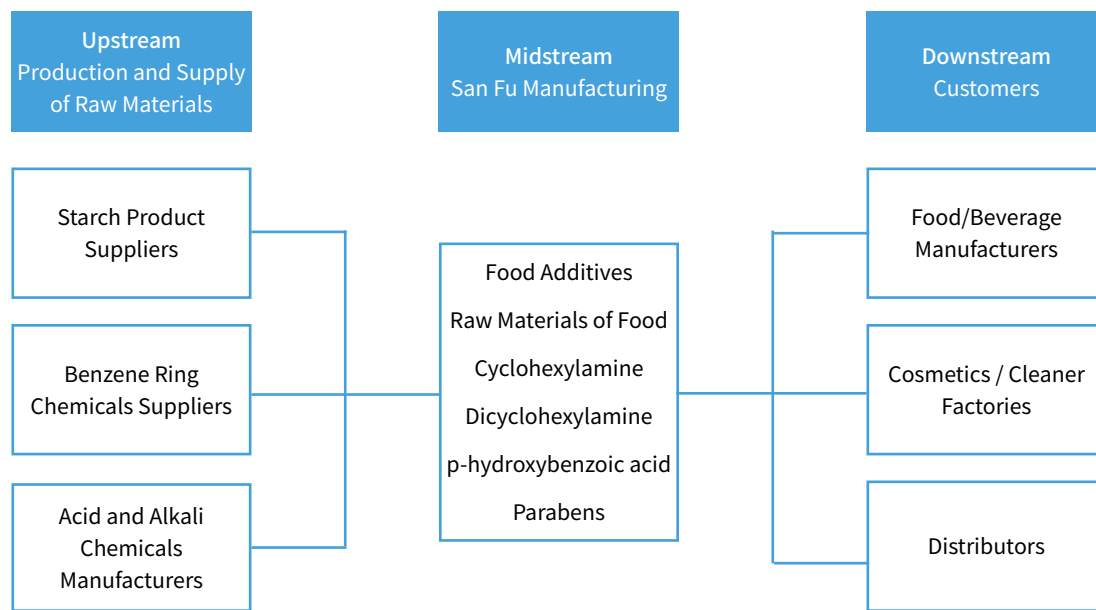 Upstream
Production and Supply
of Raw Materials
Midstream
San Fu Manufacturing
Downstream
Customers
Starch Product
Suppliers
Benzene Ring
Chemicals Suppliers
Acid and Alkali
Chemicals
Manufacturers
Food Additives
Raw Materials of Food
Cyclohexylamine
Dicyclohexylamine
p-hydroxybenzoic acid
Parabens
Food/Beverage
Manufacturers
Cosmetics / Cleaner
Factories
Distributors